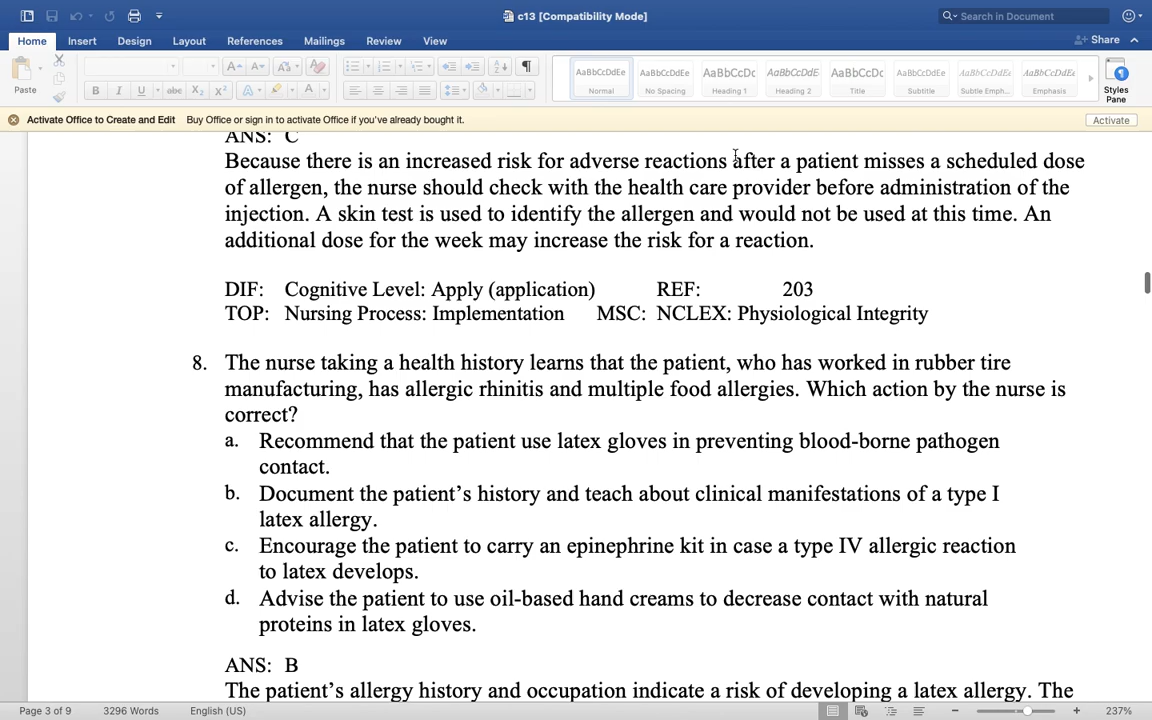 c13 [Compatibility Mode]
Search in Document
Home Insert Design Layout References Mailings Review View
Share
Paste
AaBbCcDdEe AaBbCcDdEe AaBbCcDc AaBbCcDdE AaBbCcDc AaBbCcDdEe AaBbCcDdEe AaBbCcDdEe
Normal No Spacing Heading 1 Heading 2 Title Subtitle Subtle Emph... Emphasis
Styles Pane
Activate Office to Create and Edit Buy Office or sign in to activate Office if you've already bought it.
Activate
ANS: C
Because there is an increased risk for adverse reactions after a patient misses a scheduled dose
of allergen, the nurse should check with the health care provider before administration of the
injection. A skin test is used to identify the allergen and would not be used at this time. An
additional dose for the week may increase the risk for a reaction.
DIF: Cognitive Level: Apply (application) REF: 203
TOP: Nursing Process: Implementation MSC: NCLEX: Physiological Integrity
8. The nurse taking a health history learns that the patient, who has worked in rubber tire
manufacturing, has allergic rhinitis and multiple food allergies. Which action by the nurse is
correct?
a. Recommend that the patient use latex gloves in preventing blood-borne pathogen
contact.
b. Document the patient's history and teach about clinical manifestations of a type I
latex allergy.
c. Encourage the patient to carry an epinephrine kit in case a type IV allergic reaction
to latex develops.
d. Advise the patient to use oil-based hand creams to decrease contact with natural
proteins in latex gloves.
ANS: B
The patient's allergy history and occupation indicate a risk of developing a latex allergy. The
Page 3 of 9 3296 Words English (US) 237%